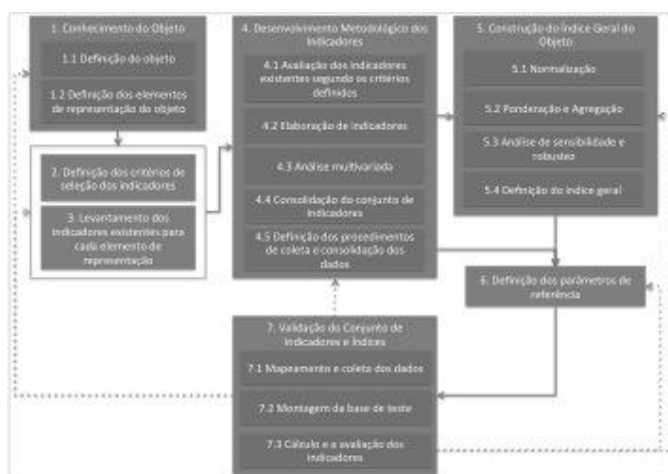 1. Conhecimento do Objeto
1.1 Definição do objeto
1.2 Definição dos elementos
de representação do objeto
2. Definição dos critérios de
seleção dos indicadores
3. Levantamento dos
indicadores existentes para
cada elemento de
representação
4. Desenvolvimento Metodológico dos
Indicadores
4.1 Avaliação dos indicadores
existentes segundo os critérios
definidos
4.2 Elaboração de indicadores
4.3 Análise multivariada
4.4 Consolidação do conjunto de
indicadores
4.5 Definição dos procedimentos
de coleta e consolidação dos
dados
5. Construção do Índice Geral do
Objeto
5.1 Normalização
5.2 Ponderação e Agregação
5.3 Análise de sensibilidade e
robustez
5.4 Definição do índice geral
6. Definição dos parâmetros de
referência
7. Validação do Conjunto de
Indicadores e Índices
7.1 Mapeamento e coleta dos dados
7.2 Montagem da base de teste
7.3 Cálculo e a avaliação dos
indicadores